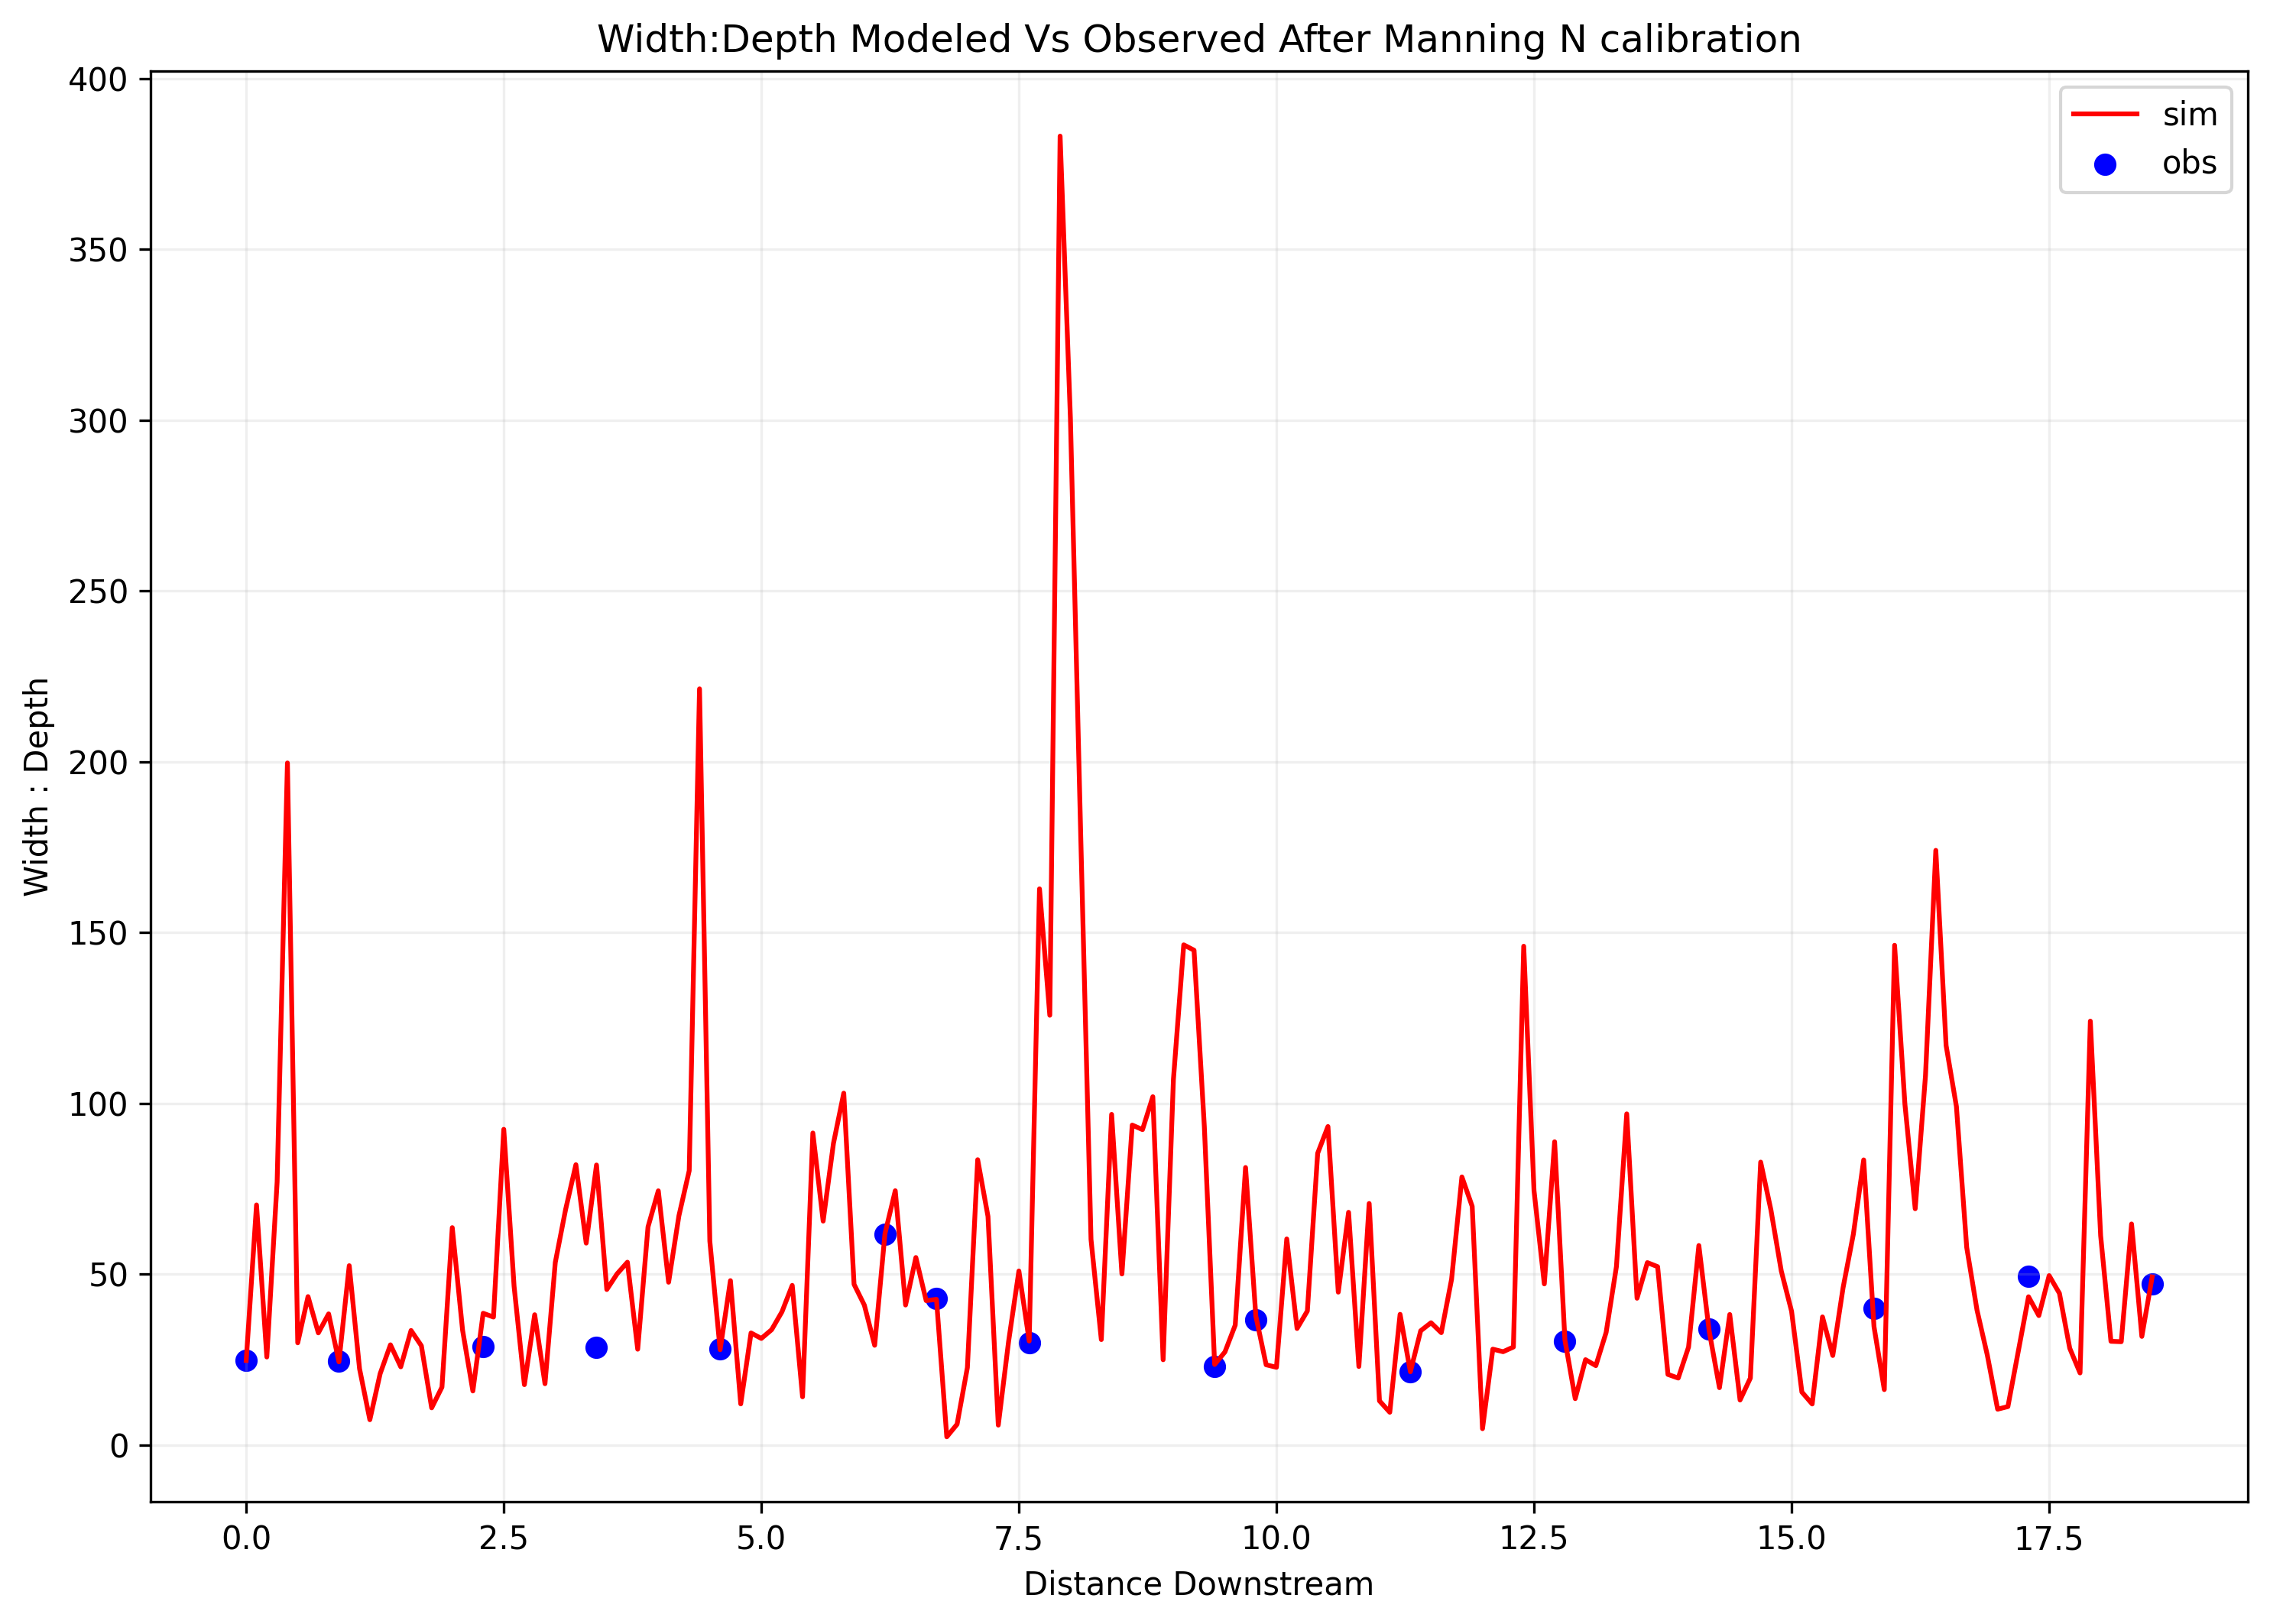 Width:Depth Modeled Vs Observed After Manning N calibration
sim
obs
400
350
300
250
200
150
100
50
0
Width : Depth
0.0 2.5 5.0 7.5 10.0 12.5 15.0 17.5
Distance Downstream